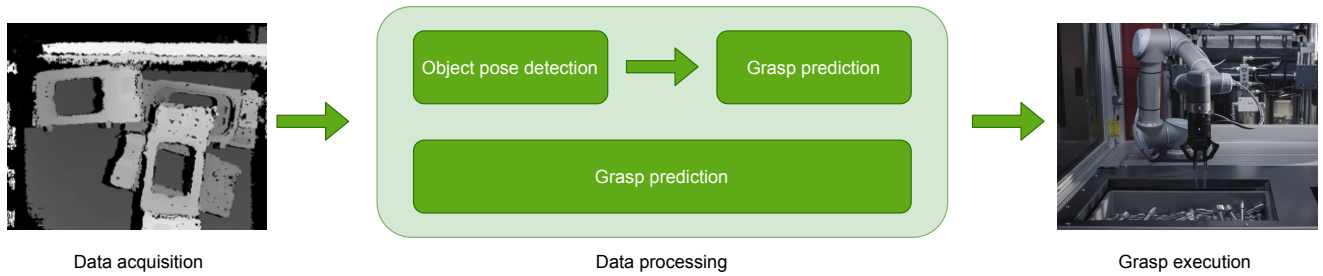 Object pose detection
Grasp prediction
Grasp prediction
Data acquisition
Data processing
Grasp execution